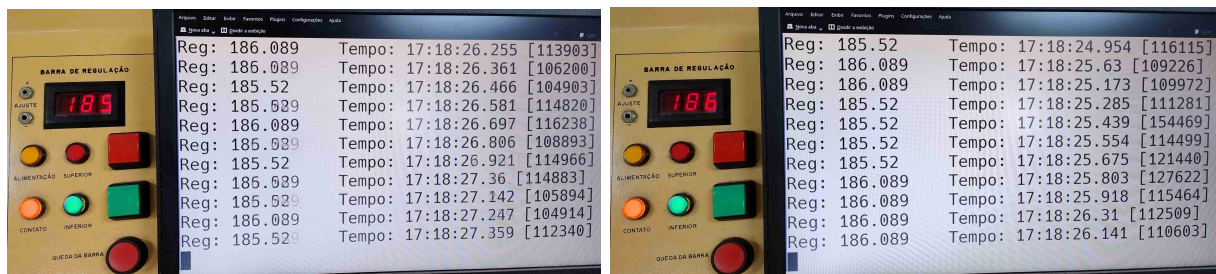 Arquivo Editar Exibir Favoritos Plugins Configurações Ajuda
Nova aba Dividir a exibição
BARRA DE REGULAÇÃO
AJUSTE
185
ALIMENTAÇÃO SUPERIOR
CONTATO INFERIOR
QUEDA DA BARRA
Reg: 186.089 Tempo: 17:18:26.255 [113903]
Reg: 186.089 Tempo: 17:18:26.361 [106200]
Reg: 185.52 Tempo: 17:18:26.466 [104903]
Reg: Tempo: 17:18:26.581 [114820]
Reg: 186.089 Tempo: 17:18:26.697 [116238]
Reg: Tempo: 17:18:26.806 [108893]
Reg: 185.52 Tempo: 17:18:26.921 [114966]
Reg: Tempo: 17:18:27.36 [114883]
Reg: Tempo: 17:18:27.142 [105894]
Reg: 186.089 Tempo: 17:18:27.247 [104914]
Reg: 185.529 Tempo: 17:18:27.359 [112340]
Arquivo Editar Exibir Favoritos Plugins Configurações Ajuda
Nova aba Dividir a exibição
BARRA DE REGULAÇÃO
AJUSTE
186
ALIMENTAÇÃO SUPERIOR
CONTATO INFERIOR
QUEDA DA BARRA
Reg: 185.52 Tempo: 17:18:24.954 [116115]
Reg: 186.089 Tempo: 17:18:25.63 [109226]
Reg: 186.089 Tempo: 17:18:25.173 [109972]
Reg: 185.52 Tempo: 17:18:25.285 [111281]
Reg: 185.52 Tempo: 17:18:25.439 [154469]
Reg: 185.52 Tempo: 17:18:25.554 [114499]
Reg: 185.52 Tempo: 17:18:25.675 [121440]
Reg: 186.089 Tempo: 17:18:25.803 [127622]
Reg: 186.089 Tempo: 17:18:25.918 [115464]
Reg: 186.089 Tempo: 17:18:26.31 [112509]
Reg: 186.089 Tempo: 17:18:26.141 [110603]